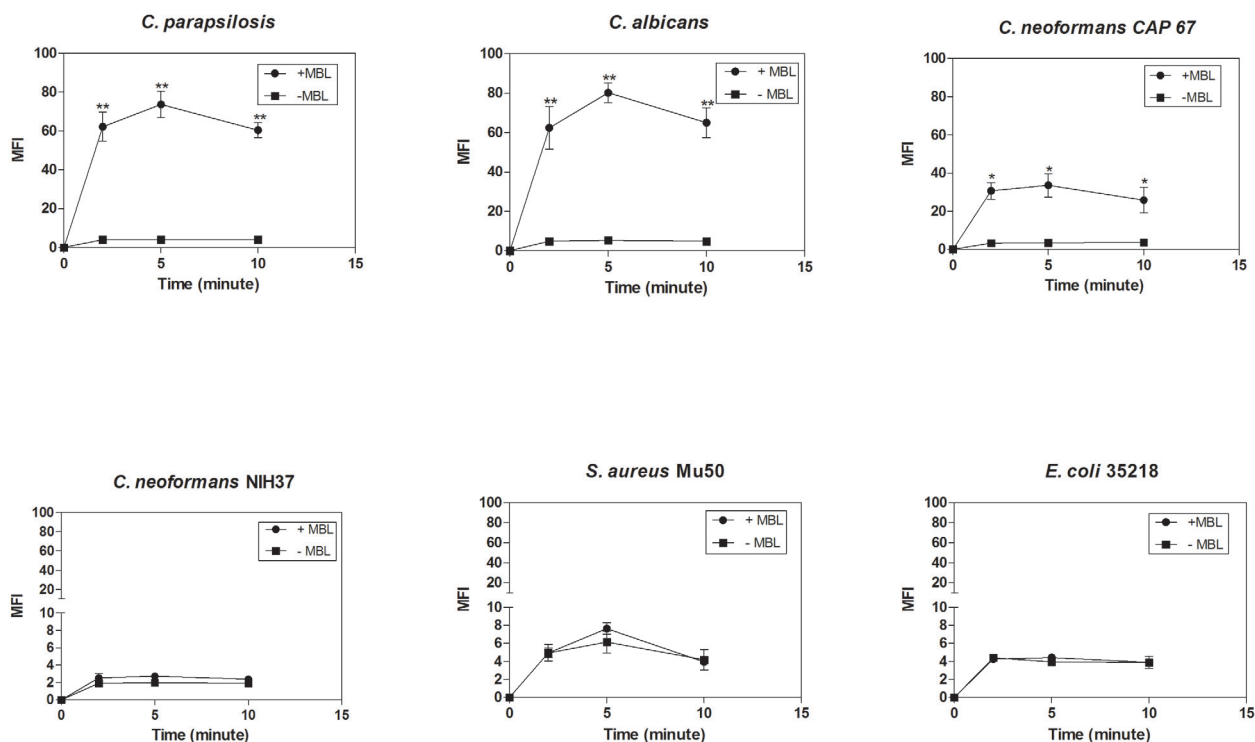 C. parapsilosis
100
80
60
40
20
0
MFI
**
**
**
+MBL
−MBL
0
5
10
15
Time (minute)
C. albicans
100
80
60
40
20
0
MFI
**
**
**
+ MBL
- MBL
0
5
10
15
Time (minute)
C. neoformans CAP 67
100
80
60
40
20
0
MFI
*
*
*
+MBL
-MBL
0
5
10
15
Time (minute)
C. neoformans NIH37
100
80
60
40
20
10
8
6
4
2
0
MFI
+ MBL
- MBL
0
5
10
15
Time (minute)
S. aureus Mu50
100
80
60
40
20
10
8
6
4
2
0
MFI
+ MBL
- MBL
0
5
10
15
Time (minute)
E. coli 35218
100
80
60
40
20
10
8
6
4
2
0
MFI
+MBL
- MBL
0
5
10
15
Time (minute)